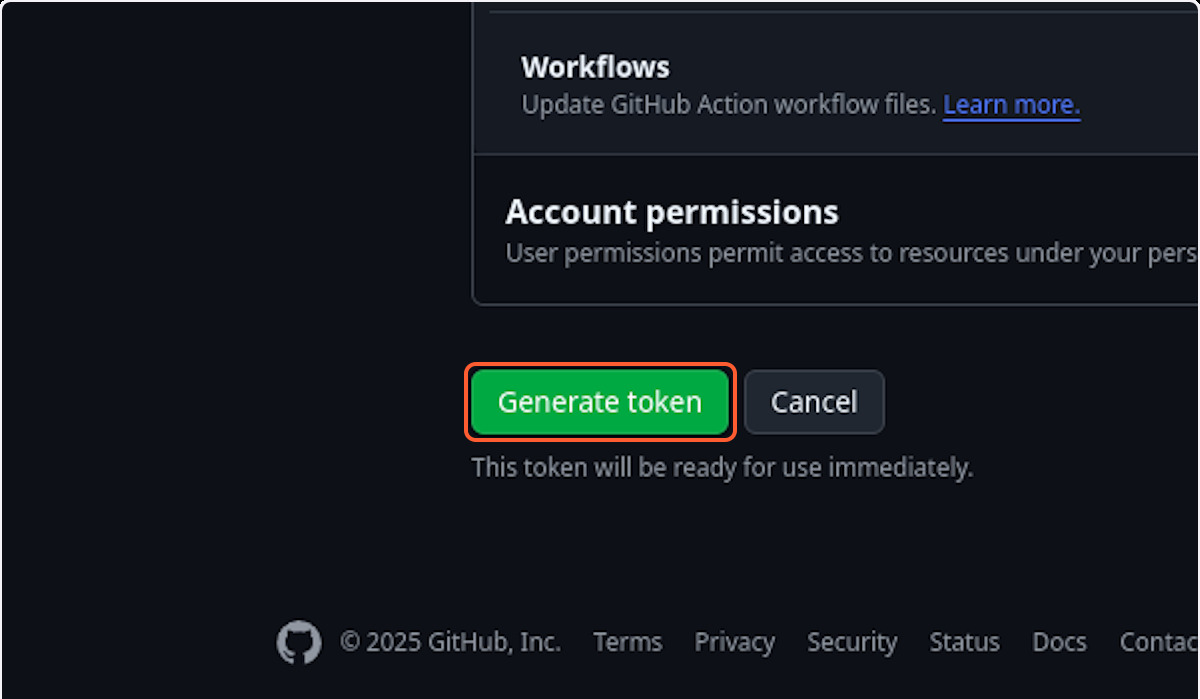 Workflows
Update GitHub Action workflow files. Learn more.
Account permissions
User permissions permit access to resources under your pers
Generate token Cancel
This token will be ready for use immediately.
© 2025 GitHub, Inc. Terms Privacy Security Status Docs Contac